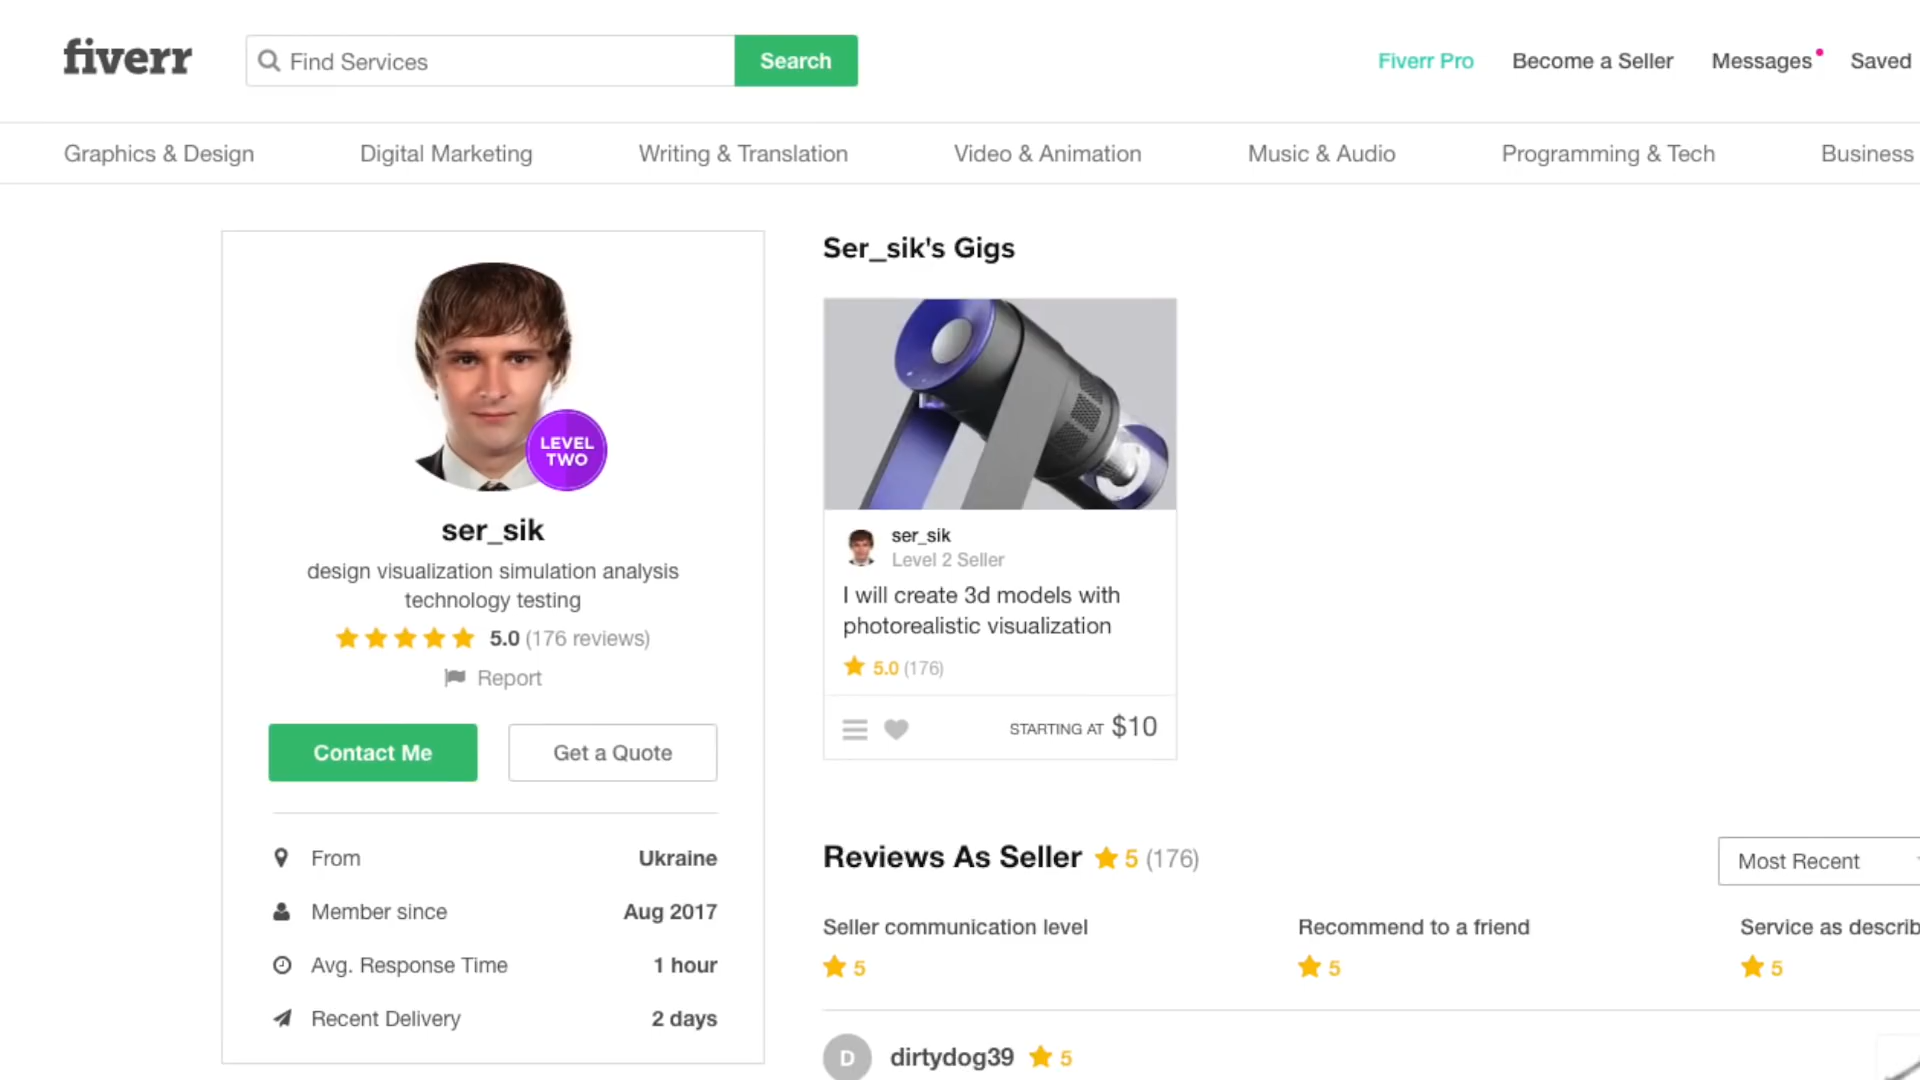 fiverr
Find Services
Search
Fiverr Pro
Become a Seller
Messages
Saved
Graphics & Design
Digital Marketing
Writing & Translation
Video & Animation
Music & Audio
Programming & Tech
Business
LEVEL
TWO
ser_sik
design visualization simulation analysis
technology testing
5.0 (176 reviews)
Report
Contact Me
Get a Quote
From Ukraine
Member since Aug 2017
Avg. Response Time 1 hour
Recent Delivery 2 days
Ser_sik's Gigs
ser_sik
Level 2 Seller
I will create 3d models with
photorealistic visualization
5.0 (176)
STARTING AT $10
Reviews As Seller 5 (176)
Most Recent
Seller communication level
5
Recommend to a friend
5
Service as describ
5
D
dirtydog39 5